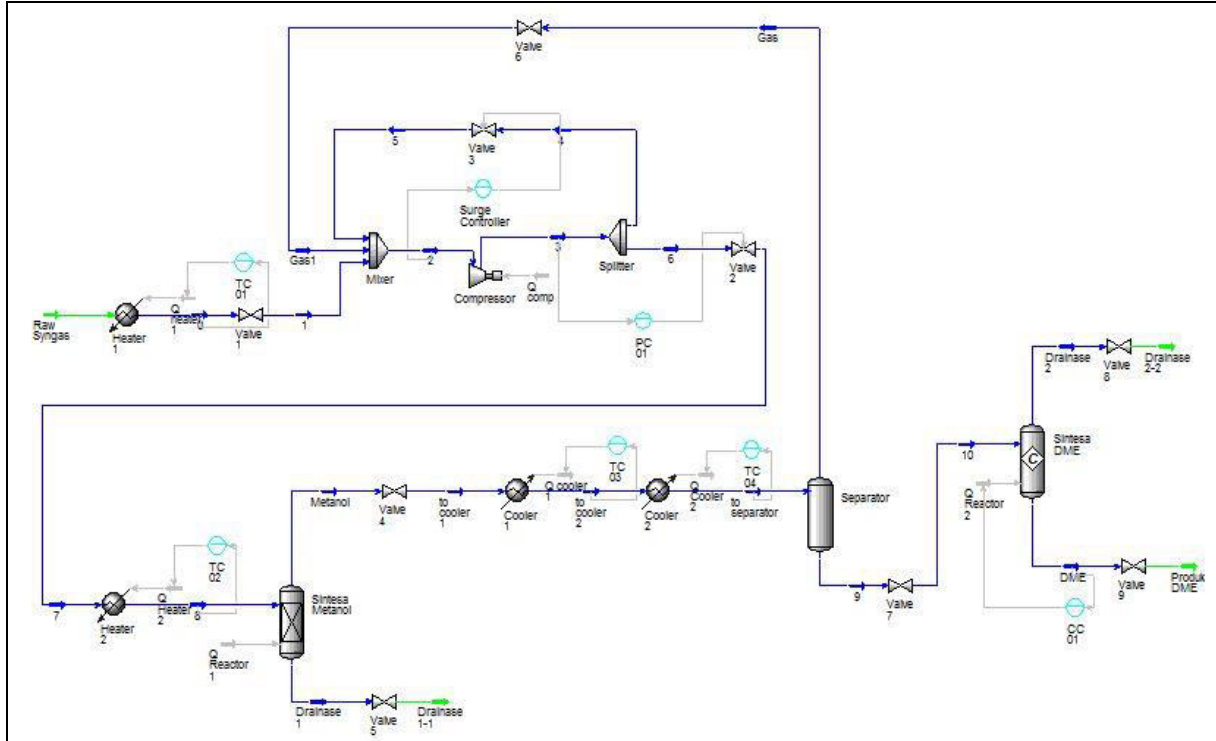 Valve
6
Gas
5
Valve
3
4
Surge
Controller
Gas1
Mixer
2
Compressor
3
Q
comp
Splitter
6
Valve
2
PC
01
TC
01
Q
heater
1
Raw
Syngas
Heater
1
0
Valve
1
1
Drainase
2
Valve
8
Drainase
2-2
Sintesa
DME
10
Q
Reactor
2
Metanol
Valve
4
to
cooler
1
Q cooler
1
Cooler
1
TC
03
to
cooler
2
Q
Cooler
2
Cooler
2
TC
04
to
separator
Separator
9
Valve
7
DME
Valve
9
Produk
DME
CC
01
7
Heater
2
Q
Heater
2
TC
02
8
Sintesa
Metanol
Q
Reactor
1
Drainase
1
Valve
5
Drainase
1-1
C